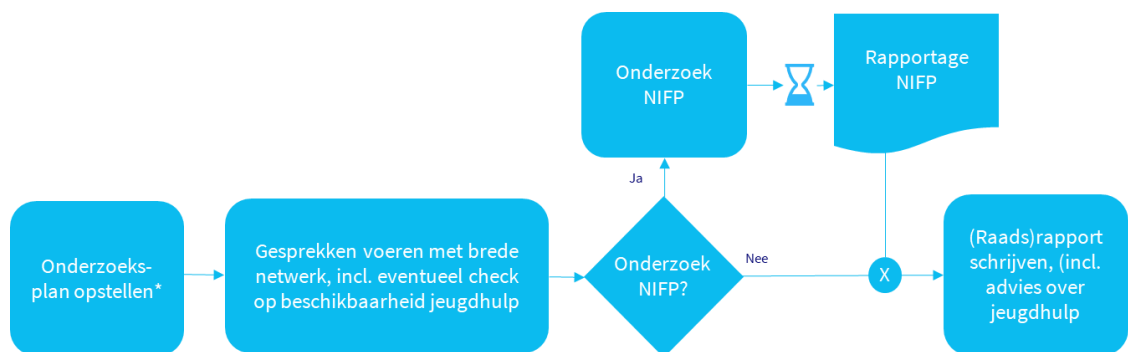 Onderzoek
NIFP
Rapportage
NIFP
Ja
Onderzoeks-
plan opstellen*
Gesprekken voeren met brede
netwerk, incl. eventueel check
op beschikbaarheid jeugdhulp
Onderzoek
NIFP?
Nee
X
(Raads)rapport
schrijven, (incl.
advies over
jeugdhulp